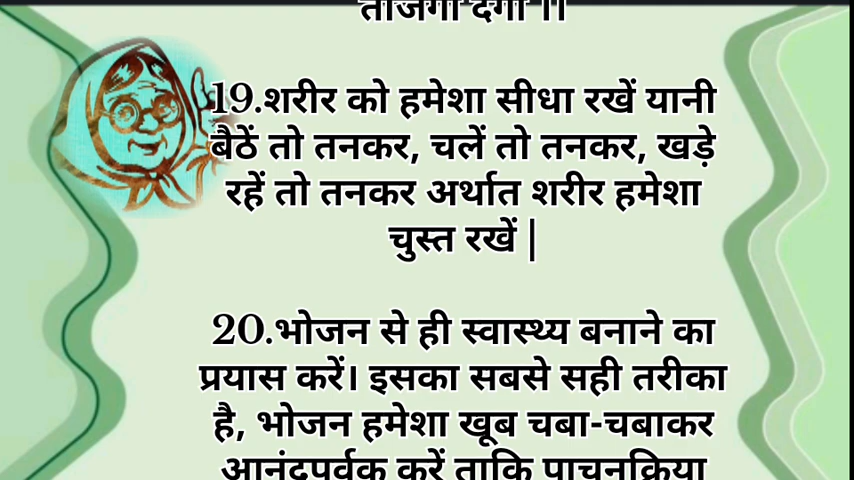 ताजगी देगी ।।
19.शरीर को हमेशा सीधा रखें यानी
बैठें तो तनकर, चलें तो तनकर, खड़े
रहें तो तनकर अर्थात शरीर हमेशा
चुस्त रखें |
20.भोजन से ही स्वास्थ्य बनाने का
प्रयास करें। इसका सबसे सही तरीका
है, भोजन हमेशा खूब चबा-चबाकर
आनंदपूर्वक करें ताकि पाचनक्रिया